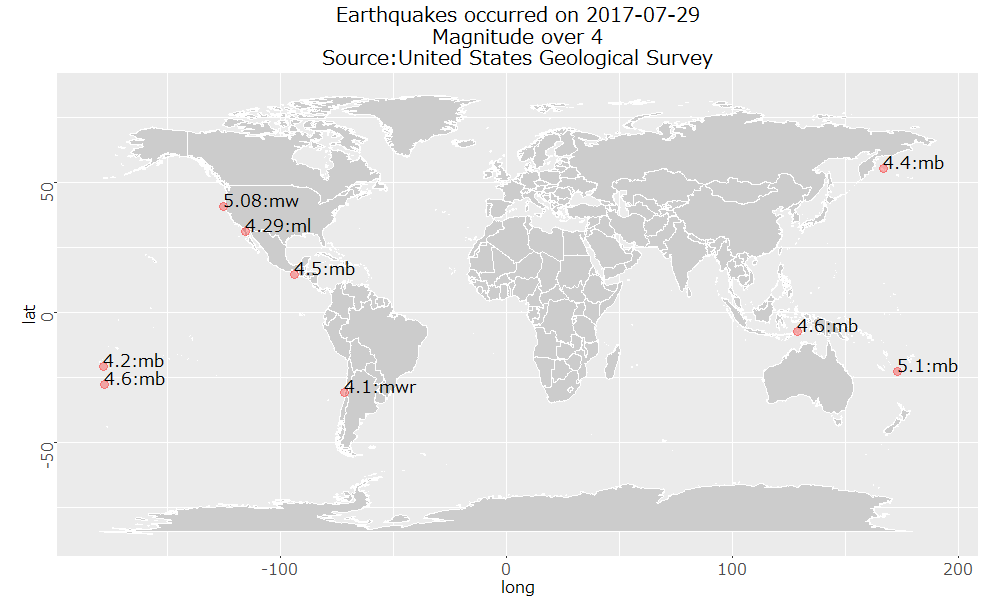 Earthquakes occurred on 2017-07-29
Magnitude over 4
Source:United States Geological Survey
4.4:mb
50
5.08:mw
4.29:ml
4.5:mb
lat
0
4.6:mb
4.2:mb
5.1:mb
4.6:mb
4.1:mwr
-50
-100
0
100
200
long